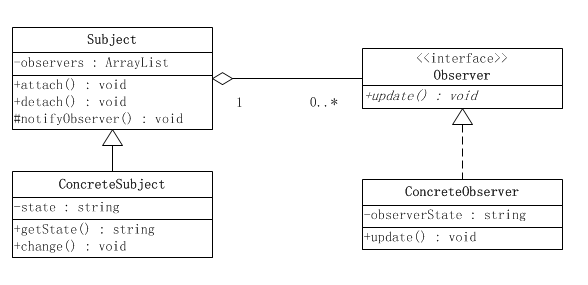 Subject
-observers : ArrayList
+attach() : void
+detach() : void
#notifyObserver() : void
1
0..*
<<interface>>
Observer
+update() : void
ConcreteSubject
-state : string
+getState() : string
+change() : void
ConcreteObserver
-observerState : string
+update() : void